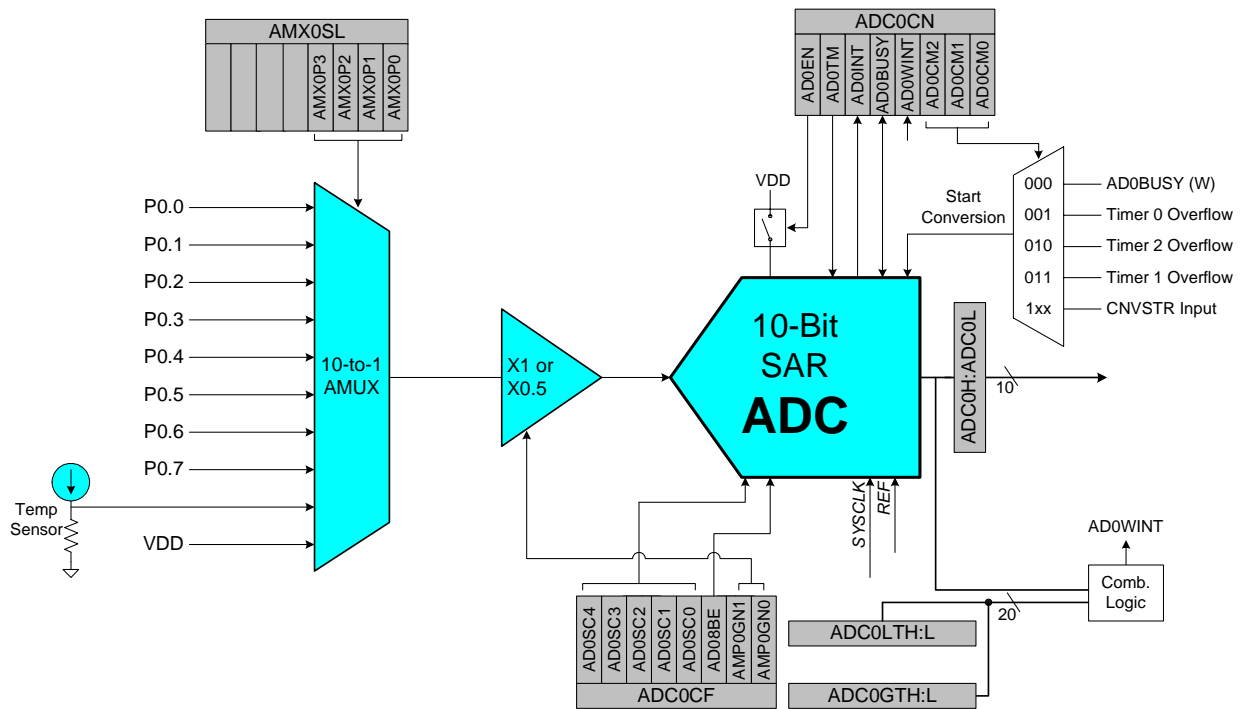 AMX0SL
AMX0P3
AMX0P2
AMX0P1
AMX0P0
ADC0CN
AD0EN
AD0TM
AD0INT
AD0BUSY
AD0WINT
AD0CM2
AD0CM1
AD0CM0
VDD
Start
Conversion
000
AD0BUSY (W)
001
Timer 0 Overflow
010
Timer 2 Overflow
011
Timer 1 Overflow
1xx
CNVSTR Input
P0.0
P0.1
P0.2
P0.3
P0.4
P0.5
P0.6
P0.7
Temp
Sensor
VDD
10-to-1
AMUX
X1 or
X0.5
10-Bit
SAR
ADC
ADC0H:ADC0L
10
SYSCLK
REF
AD0WINT
Comb.
Logic
20
ADC0LTH:L
ADC0GTH:L
AD0SC4
AD0SC3
AD0SC2
AD0SC1
AD0SC0
AD08BE
AMP0GN1
AMP0GN0
ADC0CF